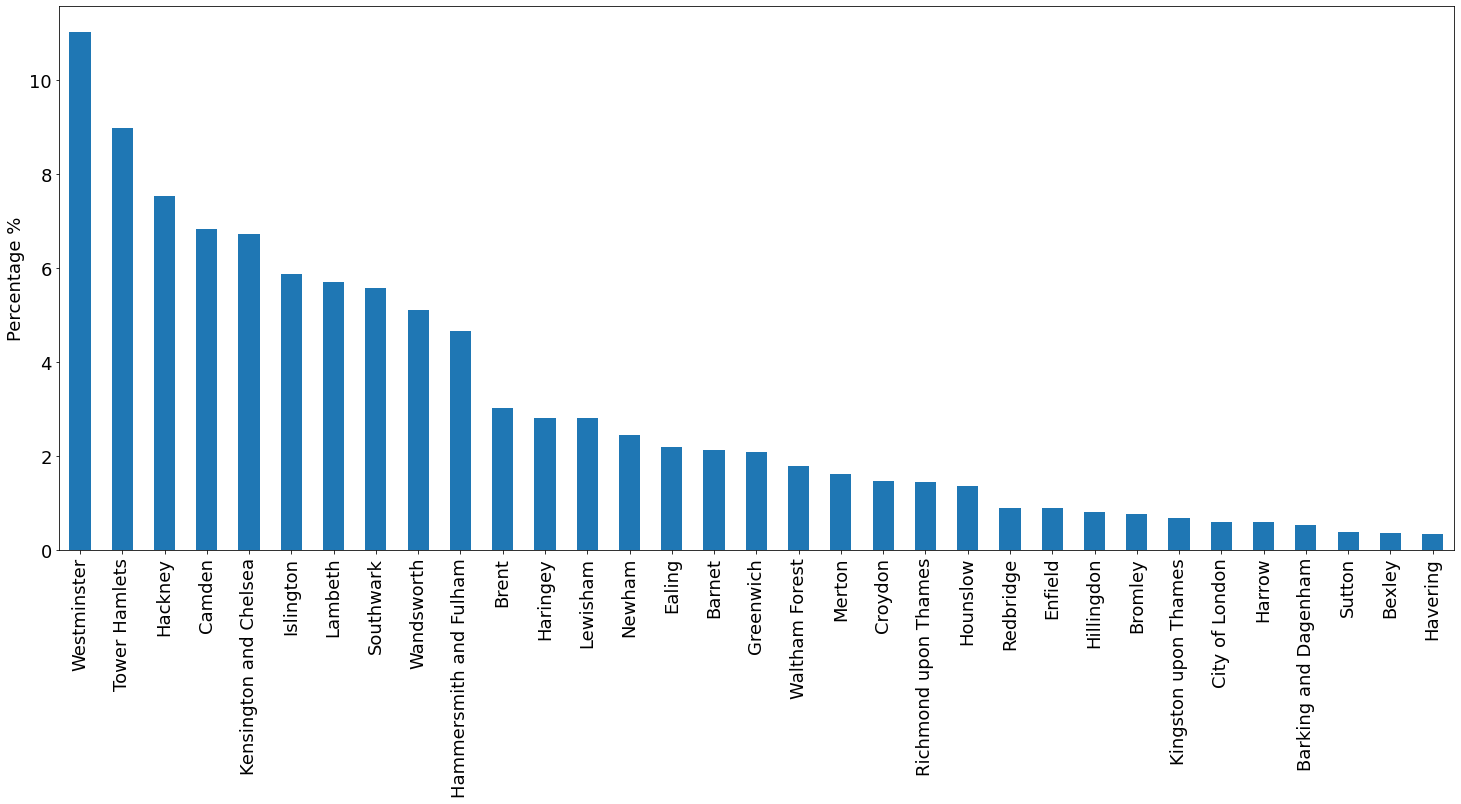 Percentage %
10
8
6
4
2
0
Westminster
Tower Hamlets
Hackney
Camden
Kensington and Chelsea
Islington
Lambeth
Southwark
Wandsworth
Hammersmith and Fulham
Brent
Haringey
Lewisham
Newham
Ealing
Barnet
Greenwich
Waltham Forest
Merton
Croydon
Richmond upon Thames
Hounslow
Redbridge
Enfield
Hillingdon
Bromley
Kingston upon Thames
City of London
Harrow
Barking and Dagenham
Sutton
Bexley
Havering